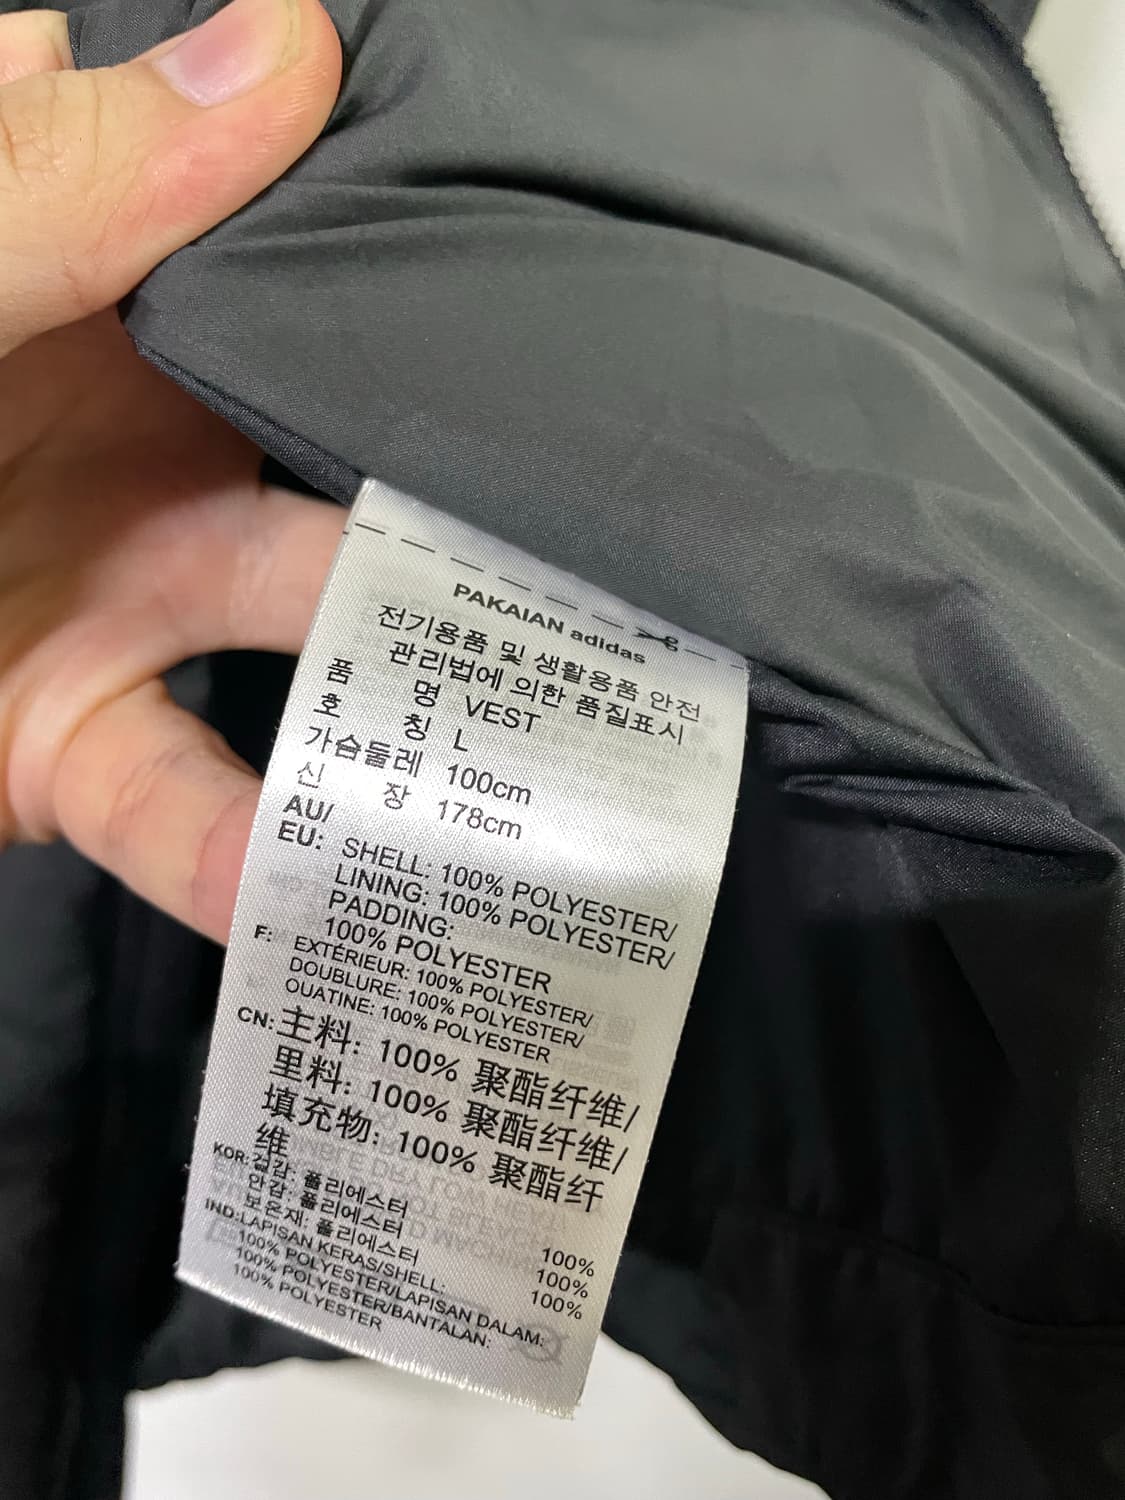 PAKAIAN adidas
전기용품 및 생활용품 안전
관리법에 의한 품질표시
품 명 VEST
호 칭 L
가슴둘레 100cm
신 장 178cm
AU/
EU: SHELL: 100% POLYESTER/
LINING: 100% POLYESTER/
PADDING:
100% POLYESTER
F: EXTÉRIEUR: 100% POLYESTER/
DOUBLURE: 100% POLYESTER/
OUATINE: 100% POLYESTER
CN: 主料: 100% 聚酯纤维/
里料: 100% 聚酯纤维/
填充物: 100% 聚酯纤
维
KOR: 겉감: 폴리에스터 100%
안감: 폴리에스터 100%
보온재: 폴리에스터 100%
IND: LAPISAN KERAS/SHELL:
100% POLYESTER/LAPISAN DALAM:
100% POLYESTER/BANTALAN:
100% POLYESTER